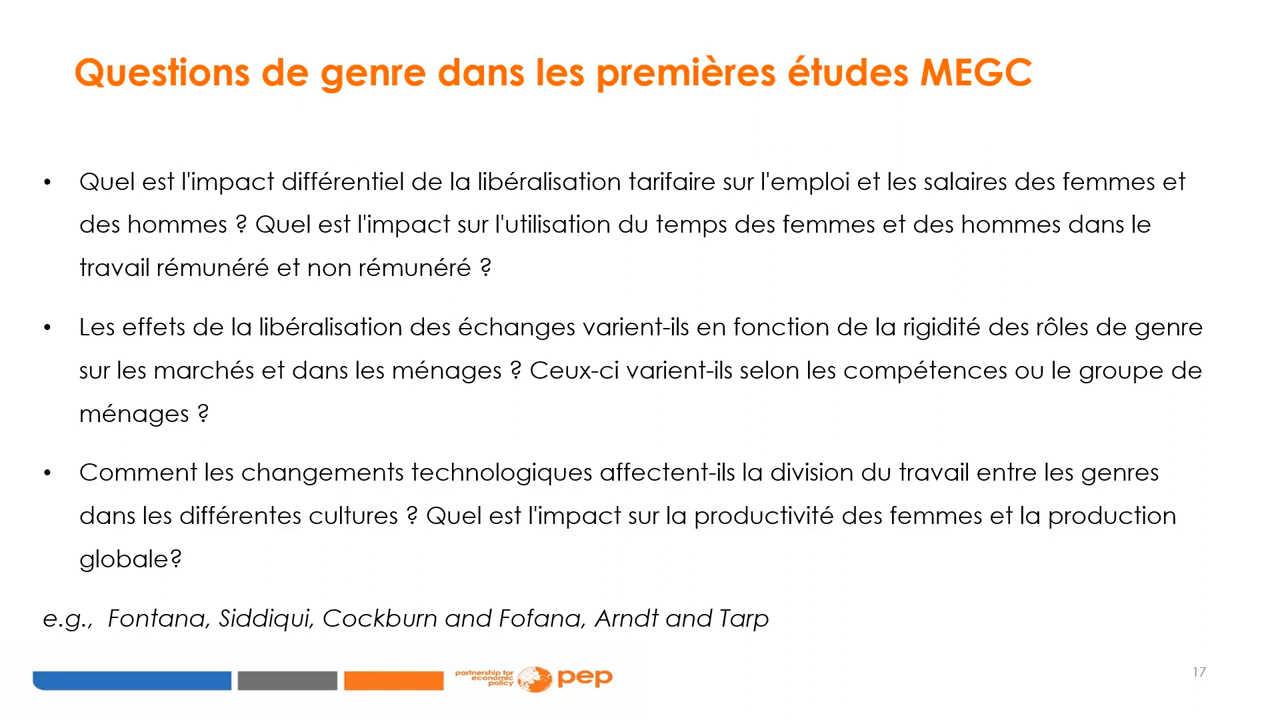 Questions de genre dans les premières études MEGC
• Quel est l'impact différentiel de la libéralisation tarifaire sur l'emploi et les salaires des femmes et
des hommes ? Quel est l'impact sur l'utilisation du temps des femmes et des hommes dans le
travail rémunéré et non rémunéré ?
• Les effets de la libéralisation des échanges varient-ils en fonction de la rigidité des rôles de genre
sur les marchés et dans les ménages ? Ceux-ci varient-ils selon les compétences ou le groupe de
ménages ?
• Comment les changements technologiques affectent-ils la division du travail entre les genres
dans les différentes cultures ? Quel est l'impact sur la productivité des femmes et la production
globale?
e.g., Fontana, Siddiqui, Cockburn and Fofana, Arndt and Tarp
partnership for
economic
policy
pep
17